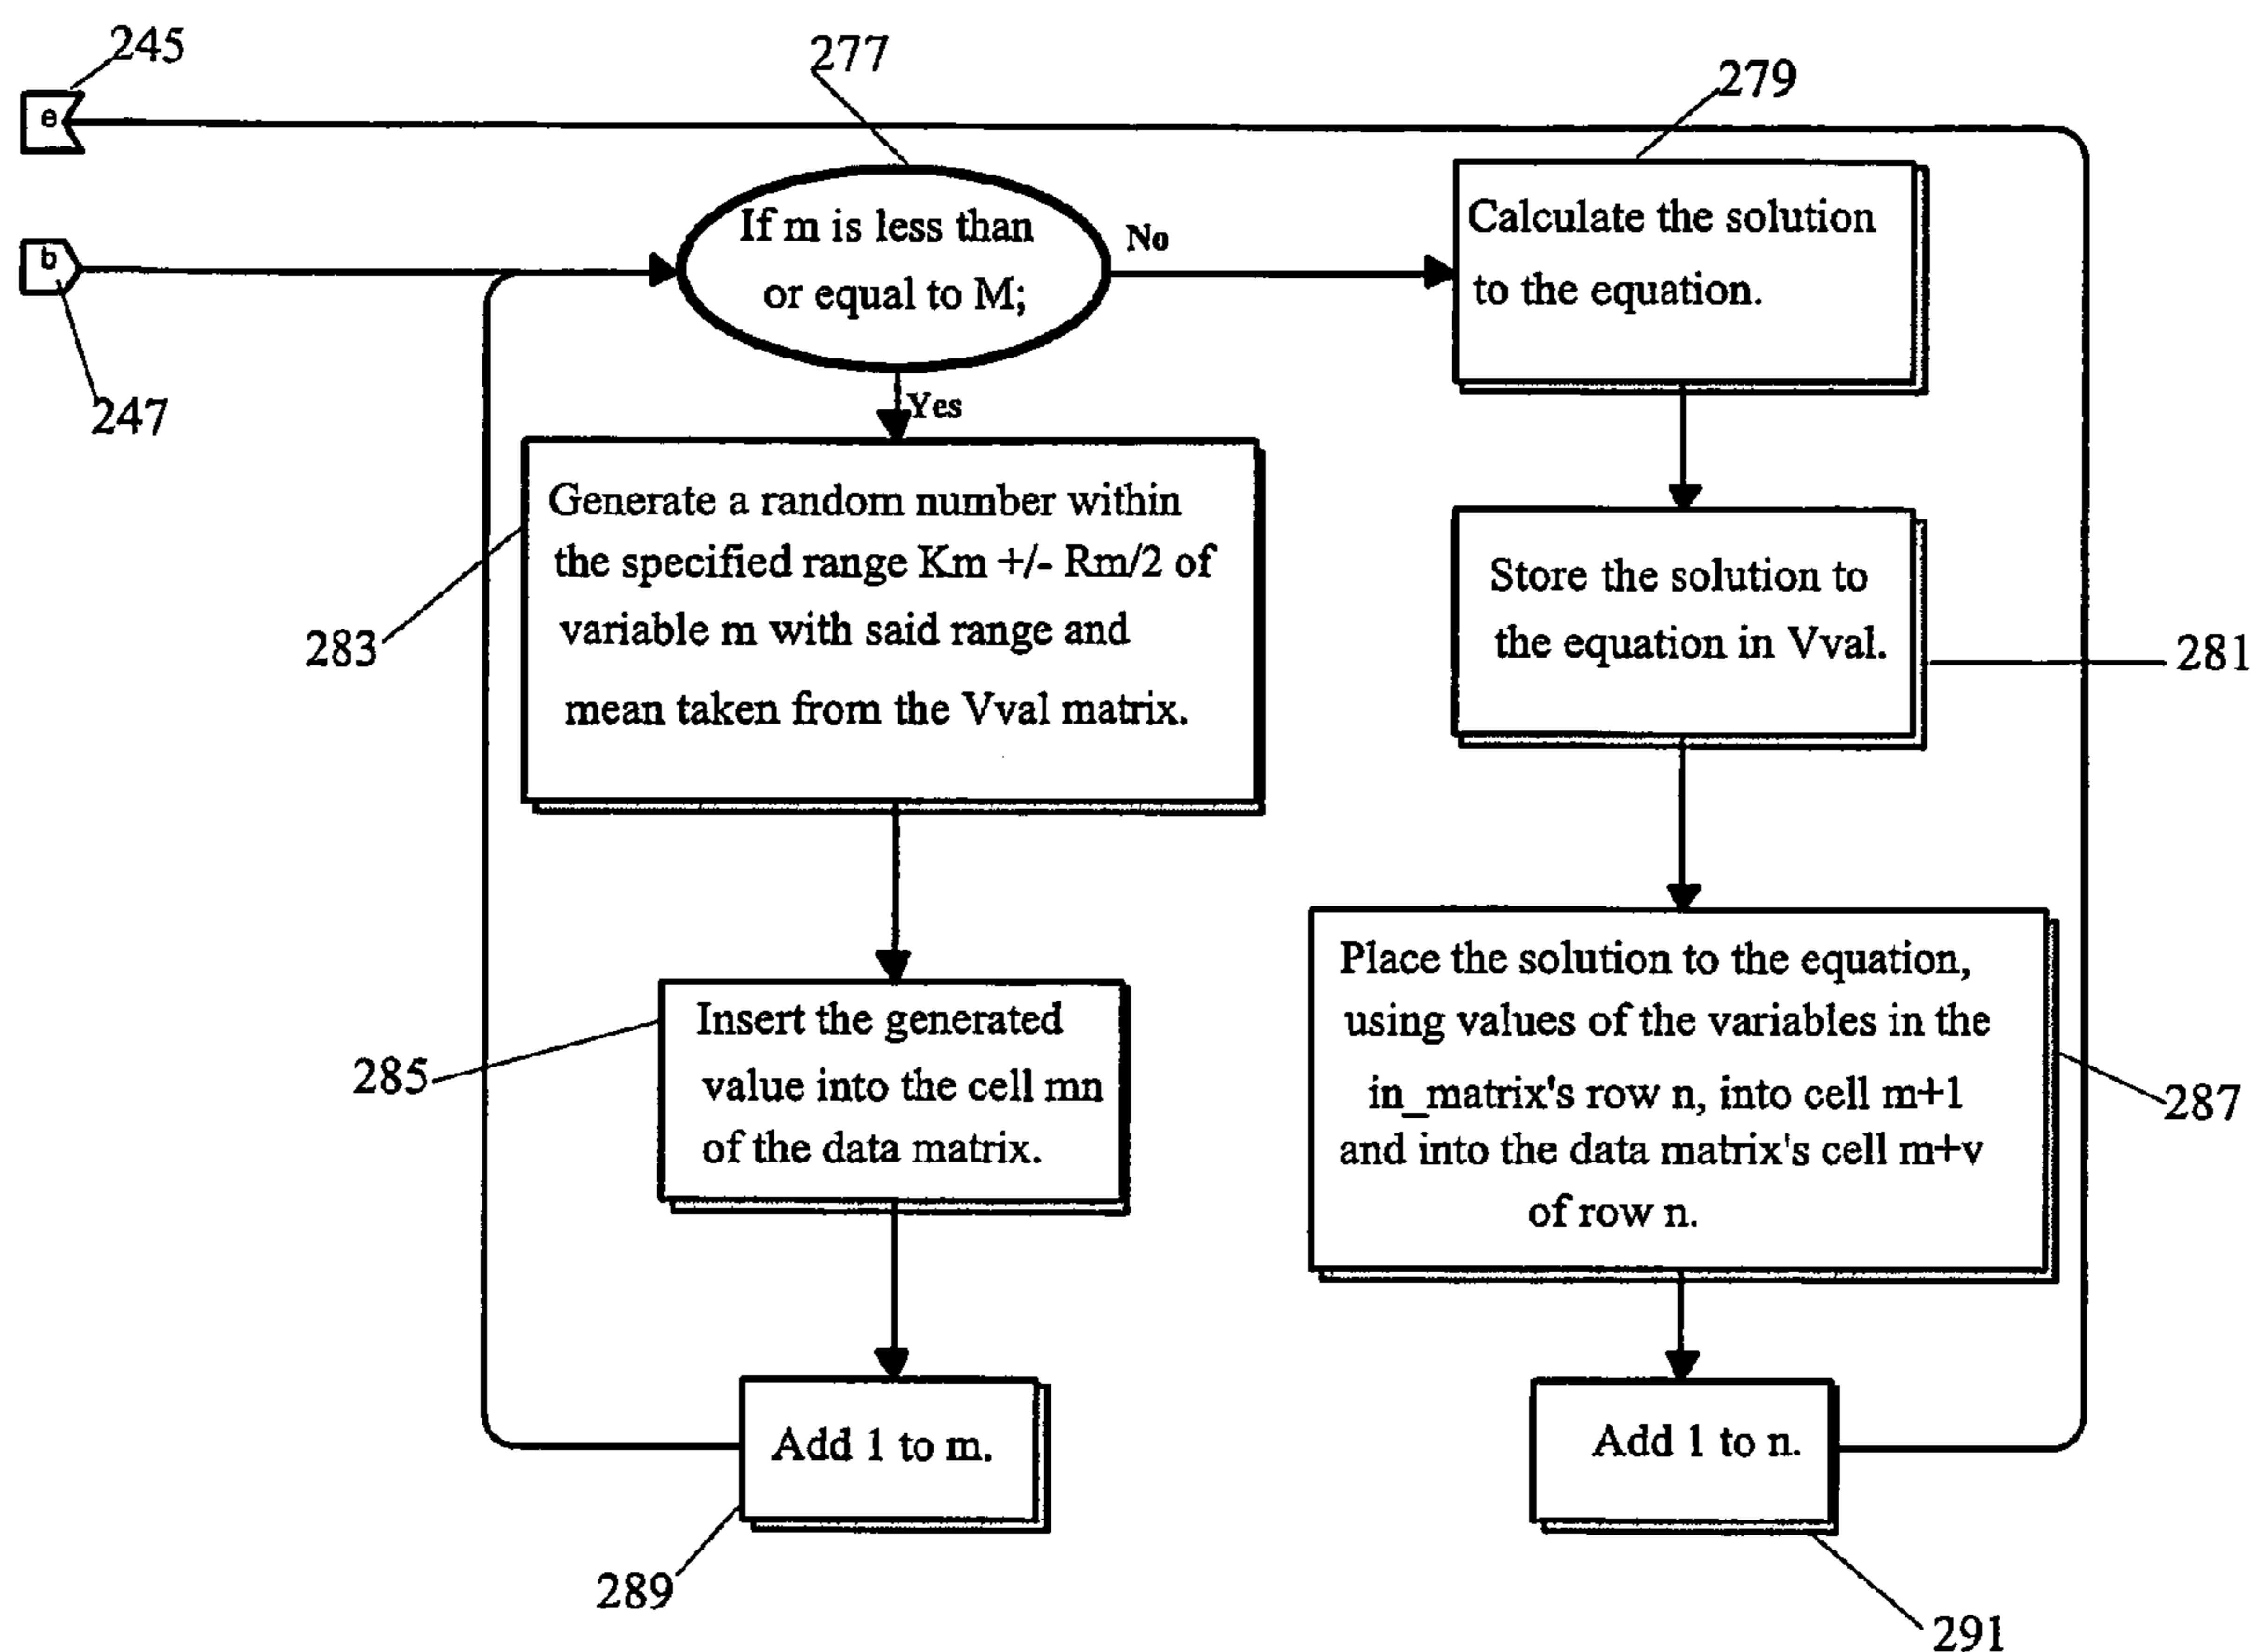 245
277
279
e
b
247
If m is less than
or equal to M;
No
Yes
Calculate the solution
to the equation.
Generate a random number within
the specified range Km +/- Rm/2 of
variable m with said range and
mean taken from the Vval matrix.
283
Store the solution to
the equation in Vval.
281
Insert the generated
value into the cell mn
of the data matrix.
285
Place the solution to the equation,
using values of the variables in the
in_matrix's row n, into cell m+1
and into the data matrix's cell m+v
of row n.
287
Add 1 to m.
289
Add 1 to n.
291